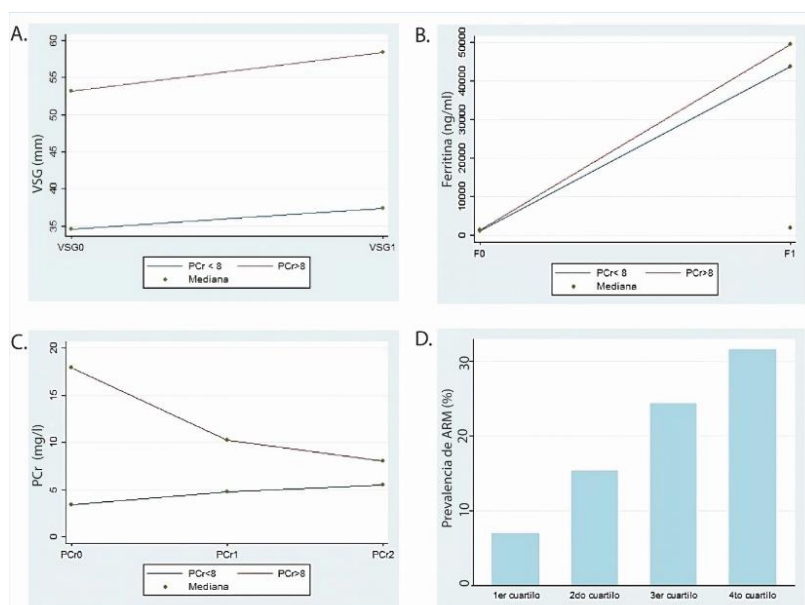 A.
VSG (mm)
60
55
50
45
40
35
VSG0 VSG1
PCr < 8 PCr>8
Mediana
B.
Ferritina (ng/ml)
50000
40000
30000
20000
10000
0
F0 F1
PCr< 8 PCr>8
Mediana
C.
PCr (mg/l)
20
15
10
5
0
PCr0 PCr1 PCr2
PCr<8 PCr>8
Mediana
D.
Prevalencia de ARM (%)
30
20
10
0
1er cuartilo 2do cuartilo 3er cuartilo 4to cuartilo